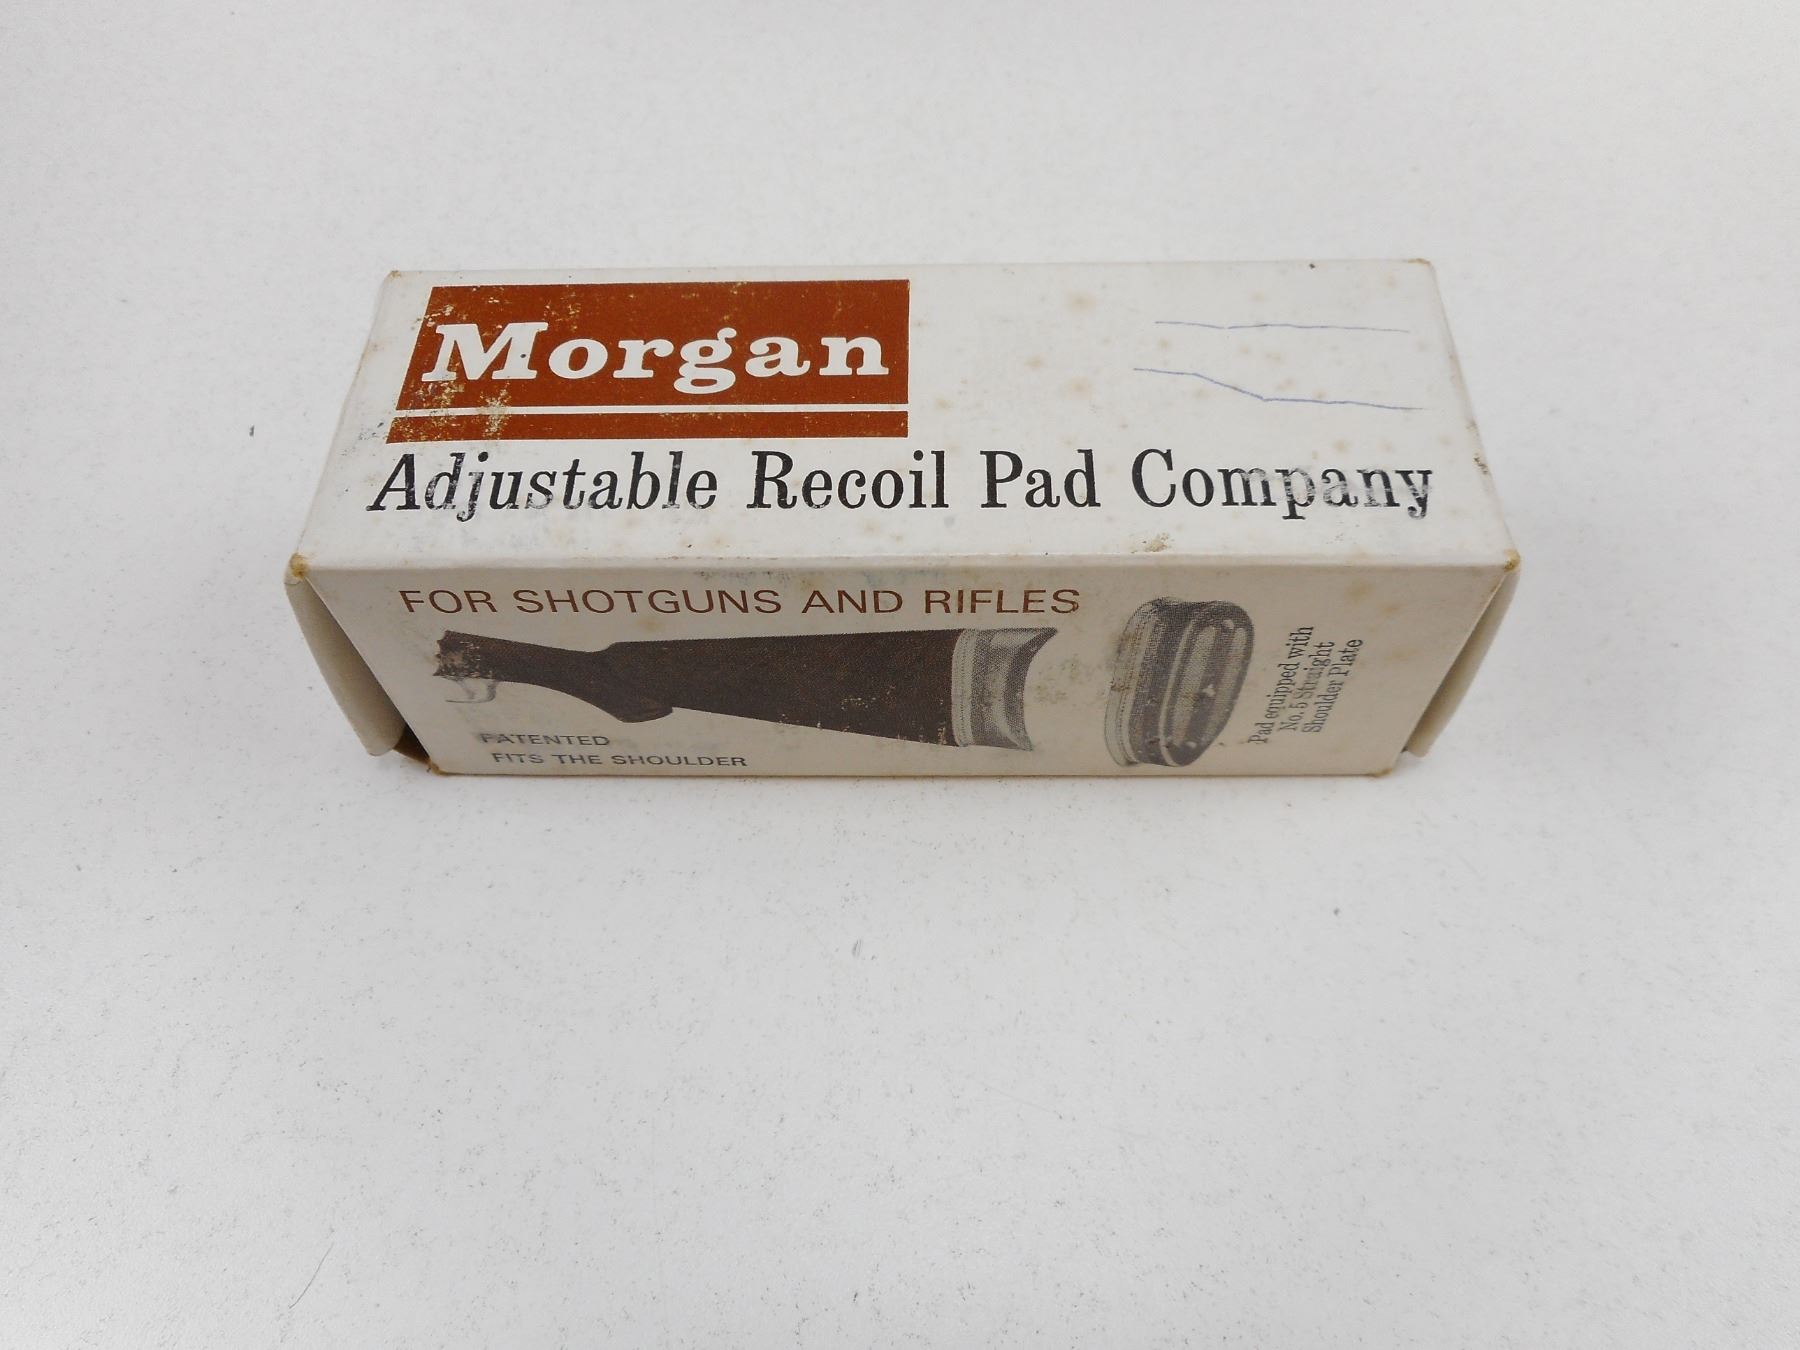 Morgan
Adjustable Recoil Pad Company
FOR SHOTGUNS AND RIFLES
PATENTED
FITS THE SHOULDER
Pad equipped with
No. 5 Straight
Shoulder Plate